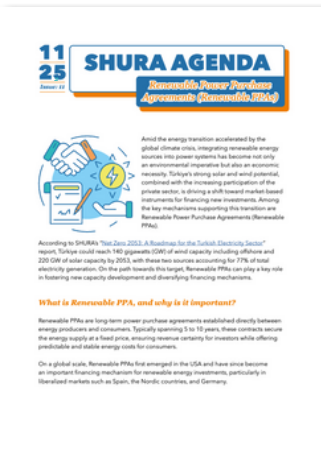 11
25
Issue: 11
SHURA AGENDA
Renewable Power Purchase
Agreements (Renewable PPAs)
Amid the energy transition accelerated by the
global climate crisis, integrating renewable energy
sources into power systems has become not only
an environmental imperative but also an economic
necessity. Türkiye's strong solar and wind potential,
combined with the increasing participation of the
private sector, is driving a shift toward market-based
instruments for financing new investments. Among
the key mechanisms supporting this transition are
Renewable Power Purchase Agreements (Renewable
PPAs).
According to SHURA's "Net Zero 2053: A Roadmap for the Turkish Electricity Sector"
report, Türkiye could reach 140 gigawatts (GW) of wind capacity including offshore and
220 GW of solar capacity by 2053, with these two sources accounting for 77% of total
electricity generation. On the path towards this target, Renewable PPAs can play a key role
in fostering new capacity development and diversifying financing mechanisms.
What is Renewable PPA, and why is it important?
Renewable PPAs are long-term power purchase agreements established directly between
energy producers and consumers. Typically spanning 5 to 10 years, these contracts secure
the energy supply at a fixed price, ensuring revenue certainty for investors while offering
predictable and stable energy costs for consumers.
On a global scale, Renewable PPAs first emerged in the USA and have since become
an important financing mechanism for renewable energy investments, particularly in
liberalized markets such as Spain, the Nordic countries, and Germany.